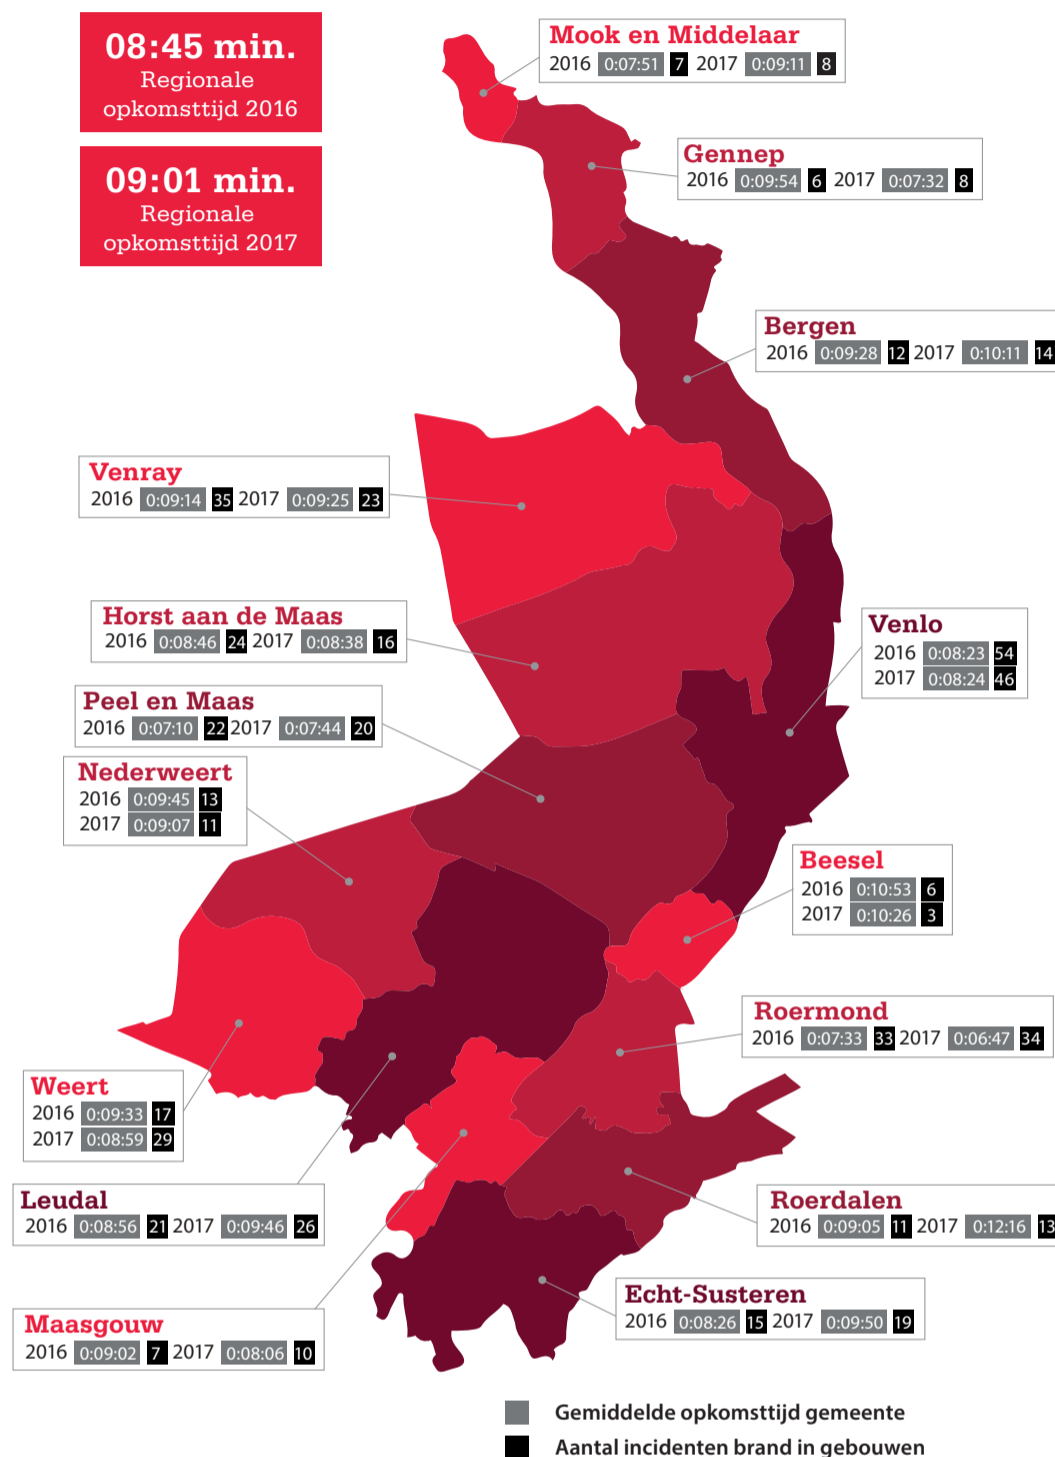 08:45 min.
Regionale
opkomsttijd 2016
09:01 min.
Regionale
opkomsttijd 2017
Mook en Middelaar
2016 0:07:51 7 2017 0:09:11 8
Gennep
2016 0:09:54 6 2017 0:07:32 8
Bergen
2016 0:09:28 12 2017 0:10:11 14
Venray
2016 0:09:14 35 2017 0:09:25 23
Horst aan de Maas
2016 0:08:46 24 2017 0:08:38 16
Venlo
2016 0:08:23 54
2017 0:08:24 46
Peel en Maas
2016 0:07:10 22 2017 0:07:44 20
Nederweert
2016 0:09:45 13
2017 0:09:07 11
Beesel
2016 0:10:53 6
2017 0:10:26 3
Roermond
2016 0:07:33 33 2017 0:06:47 34
Weert
2016 0:09:33 17
2017 0:08:59 29
Leudal
2016 0:08:56 21 2017 0:09:46 26
Roerdalen
2016 0:09:05 11 2017 0:12:16 13
Echt-Susteren
2016 0:08:26 15 2017 0:09:50 19
Maasgouw
2016 0:09:02 7 2017 0:08:06 10
Gemiddelde opkomsttijd gemeente
Aantal incidenten brand in gebouwen